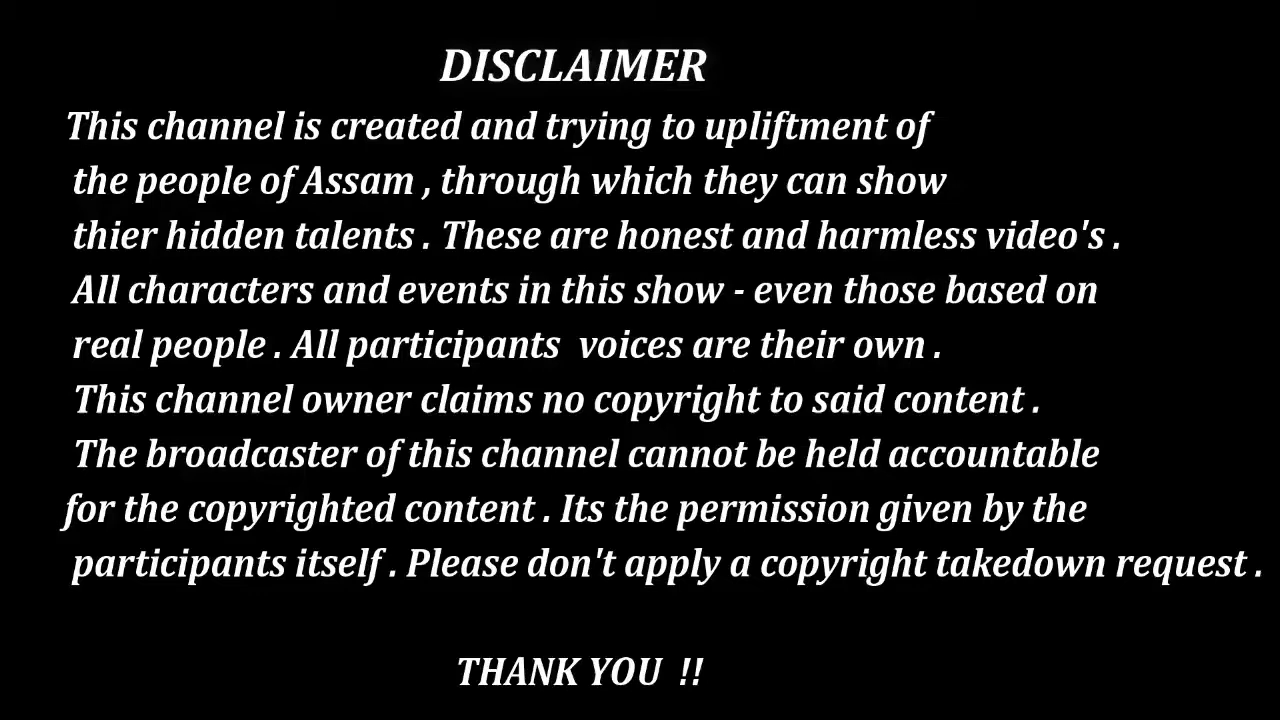 DISCLAIMER
This channel is created and trying to upliftment of
the people of Assam , through which they can show
thier hidden talents . These are honest and harmless video's .
All characters and events in this show - even those based on
real people . All participants  voices are their own .
This channel owner claims no copyright to said content .
The broadcaster of this channel cannot be held accountable
for the copyrighted content . Its the permission given by the
participants itself . Please don't apply a copyright takedown request .
THANK YOU  !!